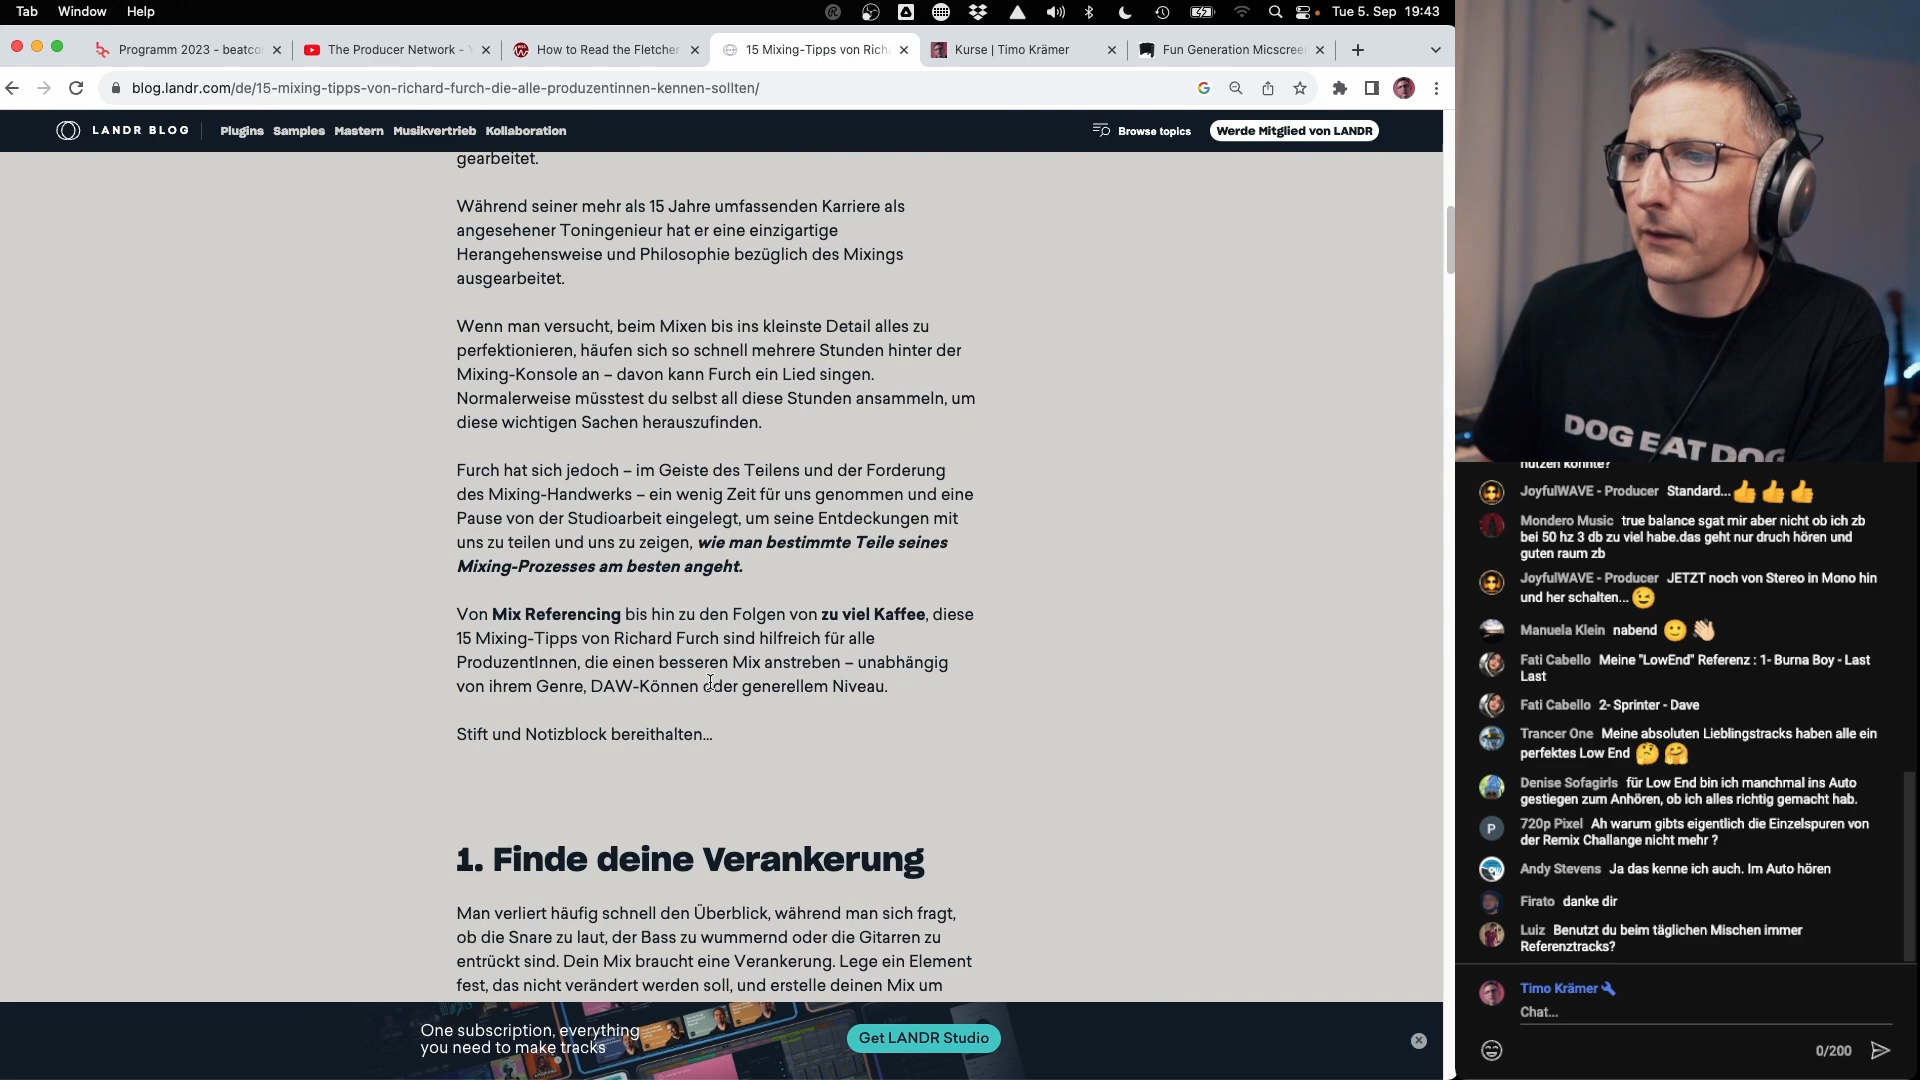 Tab Window Help
Tue 5. Sep 19:43
Programm 2023 - beatco
The Producer Network - Y
How to Read the Fletcher
15 Mixing-Tipps von Rich
Kurse | Timo Krämer
Fun Generation Micscree
blog.landr.com/de/15-mixing-tipps-von-richard-furch-die-alle-produzentinnen-kennen-sollten/
LANDR BLOG
Plugins Samples Mastern Musikvertrieb Kollaboration
Browse topics
Werde Mitglied von LANDR
gearbeitet.
Während seiner mehr als 15 Jahre umfassenden Karriere als
angesehener Toningenieur hat er eine einzigartige
Herangehensweise und Philosophie bezüglich des Mixings
ausgearbeitet.
Wenn man versucht, beim Mixen bis ins kleinste Detail alles zu
perfektionieren, häufen sich so schnell mehrere Stunden hinter der
Mixing-Konsole an – davon kann Furch ein Lied singen.
Normalerweise müsstest du selbst all diese Stunden ansammeln, um
diese wichtigen Sachen herauszufinden.
Furch hat sich jedoch – im Geiste des Teilens und der Forderung
des Mixing-Handwerks – ein wenig Zeit für uns genommen und eine
Pause von der Studioarbeit eingelegt, um seine Entdeckungen mit
uns zu teilen und uns zu zeigen, wie man bestimmte Teile seines
Mixing-Prozesses am besten angeht.
Von Mix Referencing bis hin zu den Folgen von zu viel Kaffee, diese
15 Mixing-Tipps von Richard Furch sind hilfreich für alle
ProduzentInnen, die einen besseren Mix anstreben – unabhängig
von ihrem Genre, DAW-Können oder generellem Niveau.
Stift und Notizblock bereithalten...
1. Finde deine Verankerung
Man verliert häufig schnell den Überblick, während man sich fragt,
ob die Snare zu laut, der Bass zu wummernd oder die Gitarren zu
entrückt sind. Dein Mix braucht eine Verankerung. Lege ein Element
fest, das nicht verändert werden soll, und erstelle deinen Mix um
One subscription, everything
you need to make tracks
Get LANDR Studio
DOG EAT DOG
nutzen könnte?
JoyfulWAVE - Producer Standard...👍👍👍
Mondero Music true balance sgat mir aber nicht ob ich zb
bei 50 hz 3 db zu viel habe.das geht nur druch hören und
guten raum zb
JoyfulWAVE - Producer JETZT noch von Stereo in Mono hin
und her schalten...😉
Manuela Klein nabend 🙂 👋🏻
Fati Cabello Meine "LowEnd" Referenz : 1- Burna Boy - Last
Last
Fati Cabello 2- Sprinter - Dave
Trancer One Meine absoluten Lieblingstracks haben alle ein
perfektes Low End 🤔 🤗
Denise Sofagirls für Low End bin ich manchmal ins Auto
gestiegen zum Anhören, ob ich alles richtig gemacht hab.
P
720p Pixel Ah warum gibts eigentlich die Einzelspuren von
der Remix Challange nicht mehr ?
Andy Stevens Ja das kenne ich auch. Im Auto hören
Firato danke dir
Luiz Benutzt du beim täglichen Mischen immer
Referenztracks?
Timo Krämer
Chat...
0/200